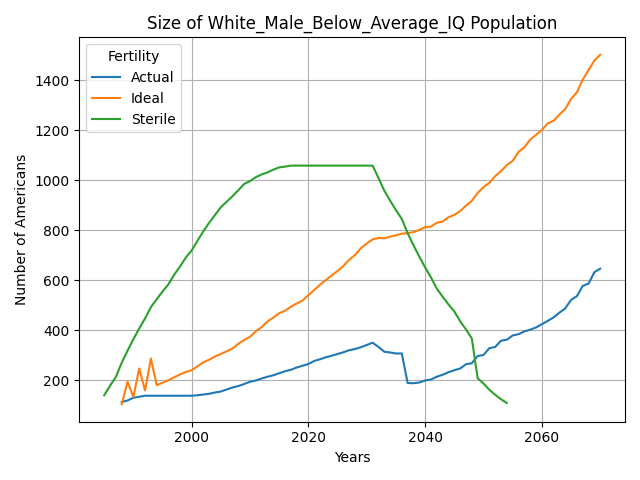 Size of White_Male_Below_Average_IQ Population
Fertility
Actual
Ideal
Sterile
Number of Americans
1400
1200
1000
800
600
400
200
2000
2020
2040
2060
Years